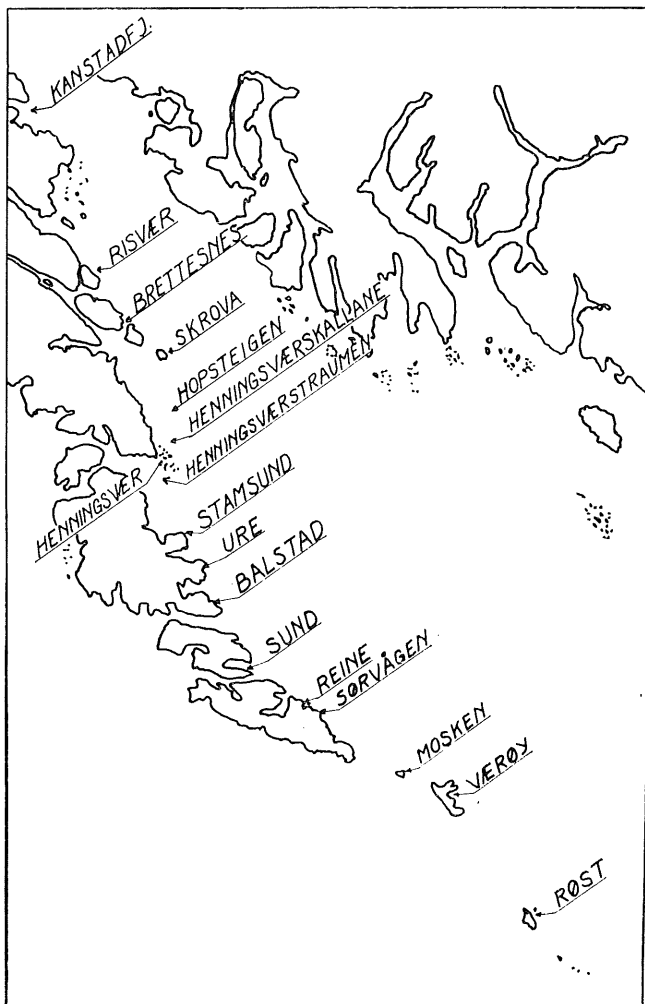 KANSTADFJ.
RISVÆR
BRETTESNES
SKROVA
HOPSTEIGEN
HENNINGSVÆRSKALLANE
HENNINGSVÆRSTRAUMEN
HENNINGSVÆR
STAMSUND
URE
BALSTAD
SUND
REINE
SØRVÅGEN
MOSKEN
VÆRØY
RØST